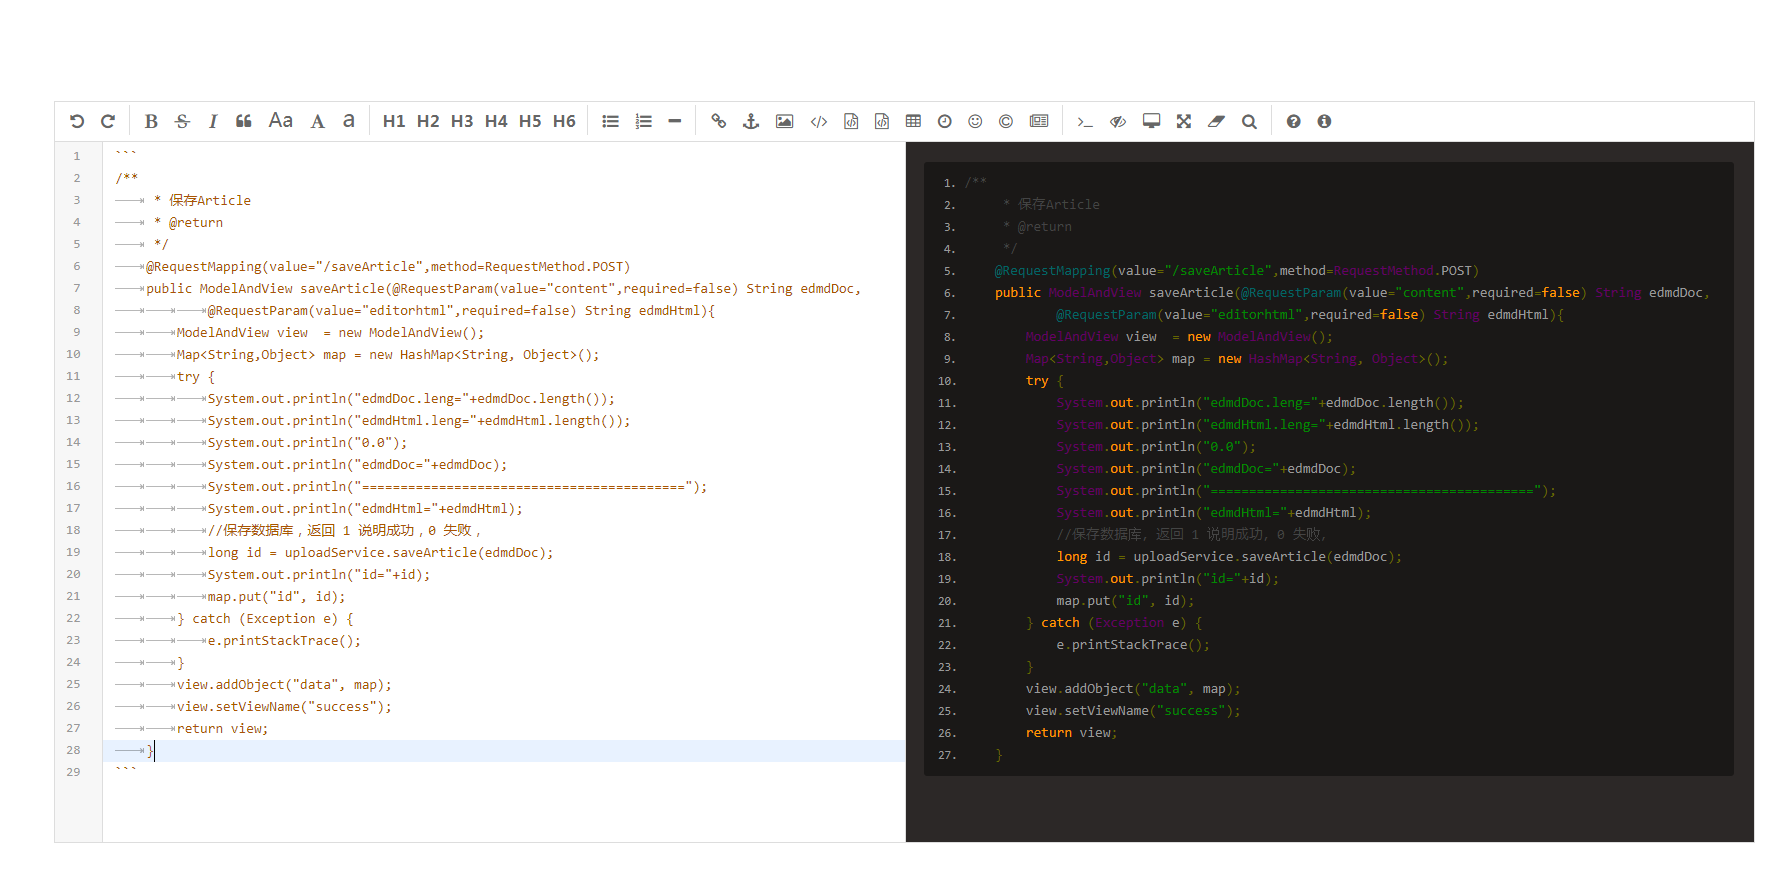 B S I Aa A a H1 H2 H3 H4 H5 H6
1 ```
2 /**
3 * 保存Article
4 * @return
5 */
6 @RequestMapping(value="/saveArticle",method=RequestMethod.POST)
7 public ModelAndView saveArticle(@RequestParam(value="content",required=false) String edmdDoc,
8 @RequestParam(value="editorhtml",required=false) String edmdHtml){
9 ModelAndView view  = new ModelAndView();
10 Map<String,Object> map = new HashMap<String, Object>();
11 try {
12 System.out.println("edmdDoc.leng="+edmdDoc.length());
13 System.out.println("edmdHtml.leng="+edmdHtml.length());
14 System.out.println("0.0");
15 System.out.println("edmdDoc="+edmdDoc);
16 System.out.println("==========================================");
17 System.out.println("edmdHtml="+edmdHtml);
18 //保存数据库，返回 1 说明成功，0 失败，
19 long id = uploadService.saveArticle(edmdDoc);
20 System.out.println("id="+id);
21 map.put("id", id);
22 } catch (Exception e) {
23 e.printStackTrace();
24 }
25 view.addObject("data", map);
26 view.setViewName("success");
27 return view;
28 }
29 ```
1. /**
2. * 保存Article
3. * @return
4. */
5. @RequestMapping(value="/saveArticle",method=RequestMethod.POST)
6. public ModelAndView saveArticle(@RequestParam(value="content",required=false) String edmdDoc,
7. @RequestParam(value="editorhtml",required=false) String edmdHtml){
8. ModelAndView view  = new ModelAndView();
9. Map<String,Object> map = new HashMap<String, Object>();
10. try {
11. System.out.println("edmdDoc.leng="+edmdDoc.length());
12. System.out.println("edmdHtml.leng="+edmdHtml.length());
13. System.out.println("0.0");
14. System.out.println("edmdDoc="+edmdDoc);
15. System.out.println("==========================================");
16. System.out.println("edmdHtml="+edmdHtml);
17. //保存数据库，返回 1 说明成功，0 失败，
18. long id = uploadService.saveArticle(edmdDoc);
19. System.out.println("id="+id);
20. map.put("id", id);
21. } catch (Exception e) {
22. e.printStackTrace();
23. }
24. view.addObject("data", map);
25. view.setViewName("success");
26. return view;
27. }